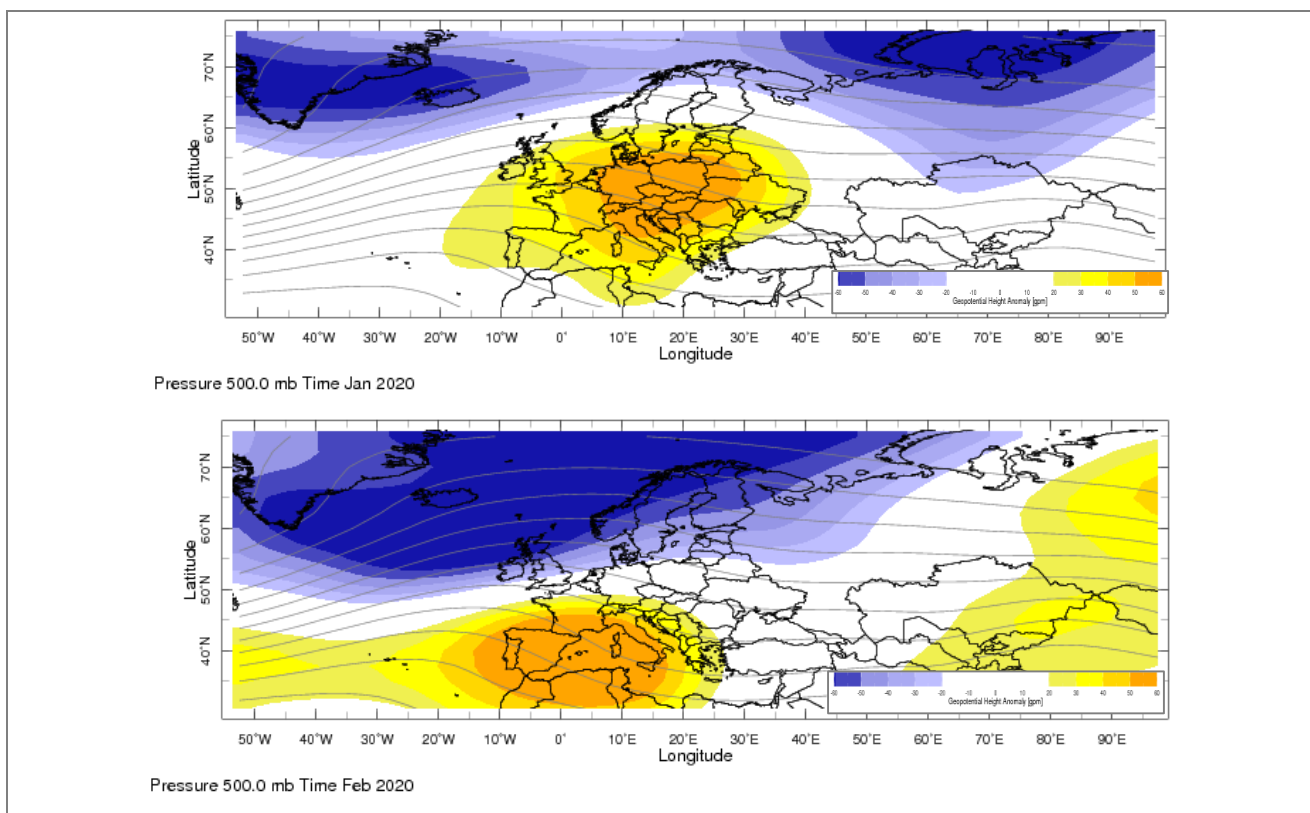 70°N
60°N
50°N
40°N
Latitude
-60 -50 -40 -30 -20 -10 0 10 20 30 40 50 60
Geopotential Height Anomaly [gpm]
50°W 40°W 30°W 20°W 10°W 0° 10°E 20°E 30°E 40°E 50°E 60°E 70°E 80°E 90°E
Longitude
Pressure 500.0 mb Time Jan 2020
70°N
60°N
50°N
40°N
Latitude
-60 -50 -40 -30 -20 -10 0 10 20 30 40 50 60
Geopotential Height Anomaly [gpm]
50°W 40°W 30°W 20°W 10°W 0° 10°E 20°E 30°E 40°E 50°E 60°E 70°E 80°E 90°E
Longitude
Pressure 500.0 mb Time Feb 2020